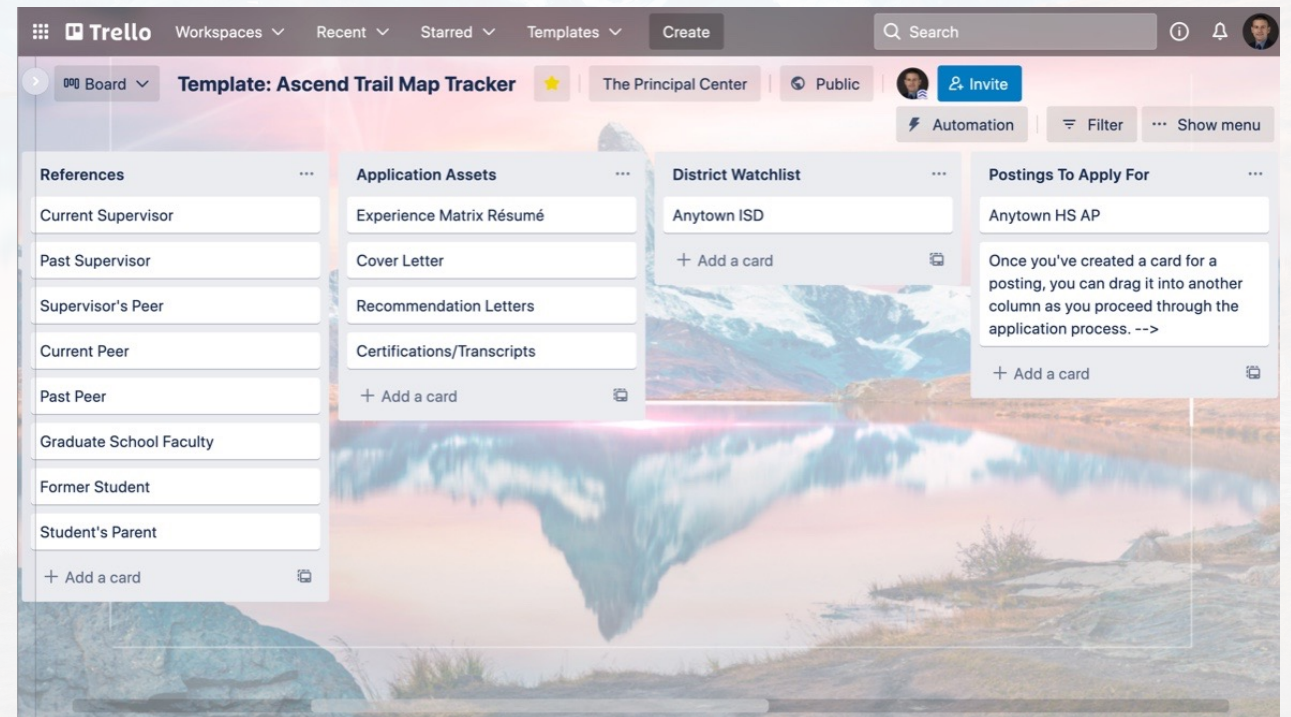 Trello Workspaces Recent Starred Templates Create Search
Board Template: Ascend Trail Map Tracker The Principal Center Public Invite
Automation Filter Show menu
References
Current Supervisor
Past Supervisor
Supervisor's Peer
Current Peer
Past Peer
Graduate School Faculty
Former Student
Student's Parent
+ Add a card
Application Assets
Experience Matrix Résumé
Cover Letter
Recommendation Letters
Certifications/Transcripts
+ Add a card
District Watchlist
Anytown ISD
+ Add a card
Postings To Apply For
Anytown HS AP
Once you've created a card for a
posting, you can drag it into another
column as you proceed through the
application process. -->
+ Add a card